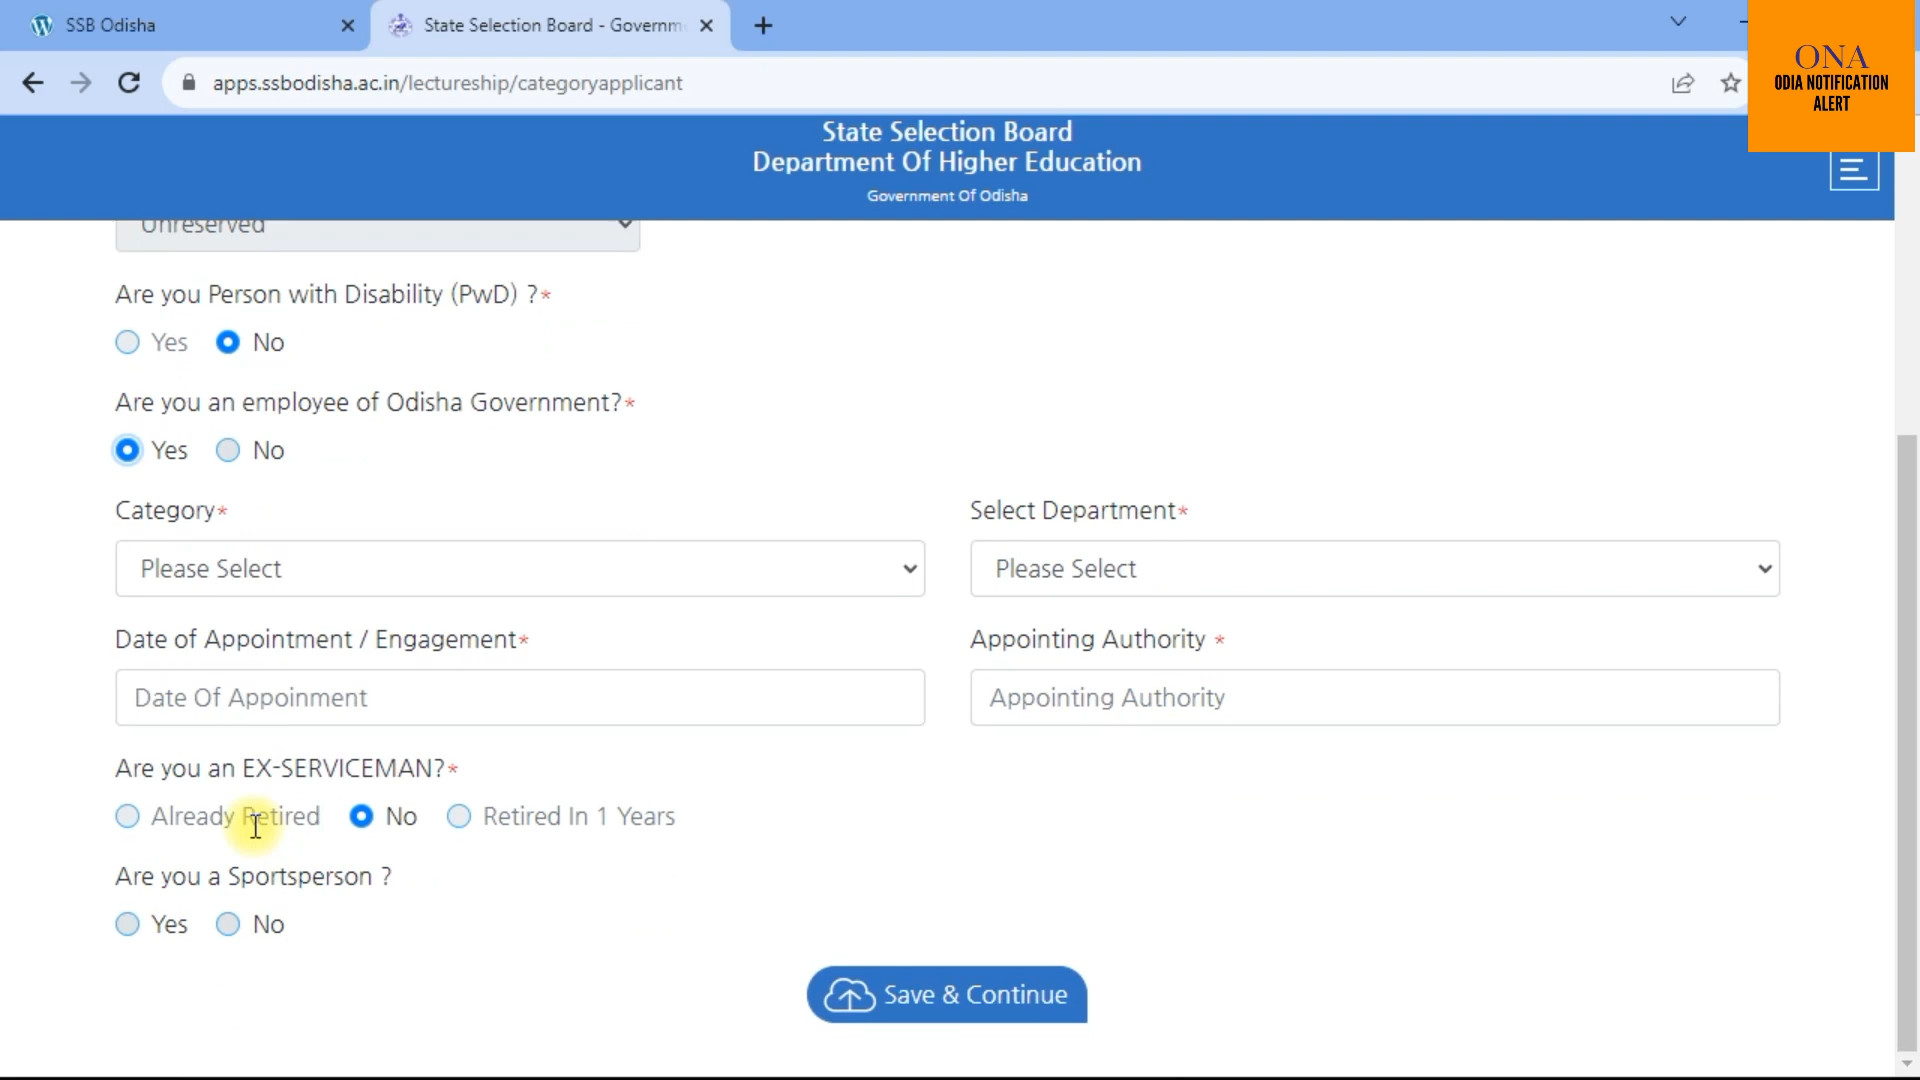 SSB Odisha
State Selection Board - Governm
apps.ssbodisha.ac.in/lectureship/categoryapplicant
ONA
ODIA NOTIFICATION
ALERT
State Selection Board
Department Of Higher Education
Government Of Odisha
Unreserved
Are you Person with Disability (PwD) ?*
Yes No
Are you an employee of Odisha Government?*
Yes No
Category* Select Department*
Please Select Please Select
Date of Appointment / Engagement* Appointing Authority *
Date Of Appoinment Appointing Authority
Are you an EX-SERVICEMAN?*
Already Retired No Retired In 1 Years
Are you a Sportsperson ?
Yes No
Save & Continue